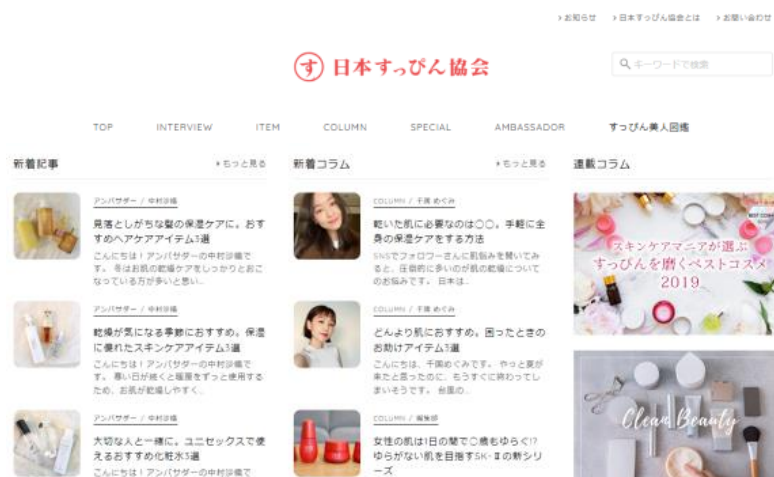 お知らせ
日本すっぴん協会とは
お問い合わせ
す 日本すっぴん協会
キーワードで検索
TOP
INTERVIEW
ITEM
COLUMN
SPECIAL
AMBASSADOR
すっぴん美人図鑑
新着記事
もっと見る
アンバサダー / 中村沙織
見落としがちな髪の保湿ケアに。おす
すめヘアケアアイテム3選
こんにちは!アンバサダーの中村沙織で
す。 冬はお肌の乾燥ケアをしっかりとおこ
なっている方が多いと思い...
アンバサダー / 中村沙織
乾燥が気になる季節におすすめ。保湿
に優れたスキンケアアイテム3選
こんにちは!アンバサダーの中村沙織で
す。 寒い日が続くと暖房をずっと使用する
ため、お肌が乾燥しやすく...
アンバサダー / 中村沙織
大切な人と一緒に。ユニセックスで使
えるおすすめ化粧水3選
こんにちは!アンバサダーの中村沙織で
新着コラム
もっと見る
COLUMN / 千國 めぐみ
乾いた肌に必要なのは〇〇。手軽に全
身の保湿ケアをする方法
SNSでフォロワーさんに肌悩みを聞いてみ
ると、圧倒的に多いのが肌の乾燥について
のお悩みです。 日本は...
COLUMN / 千國 めぐみ
どんより肌におすすめ。困ったときの
お助けアイテム3選
こんにちは、千國めぐみです。 やっと夏が
来たと思ったのに、もうすぐに終わってし
まいそうです。 台風の...
COLUMN / 編集部
女性の肌は1日の間で〇歳もゆらぐ!?
ゆらがない肌を目指すSK-Ⅱの新シリ
ーズ
連載コラム
スキンケアマニアが選ぶ
すっぴんを磨くベストコスメ
2019
Clean Beauty